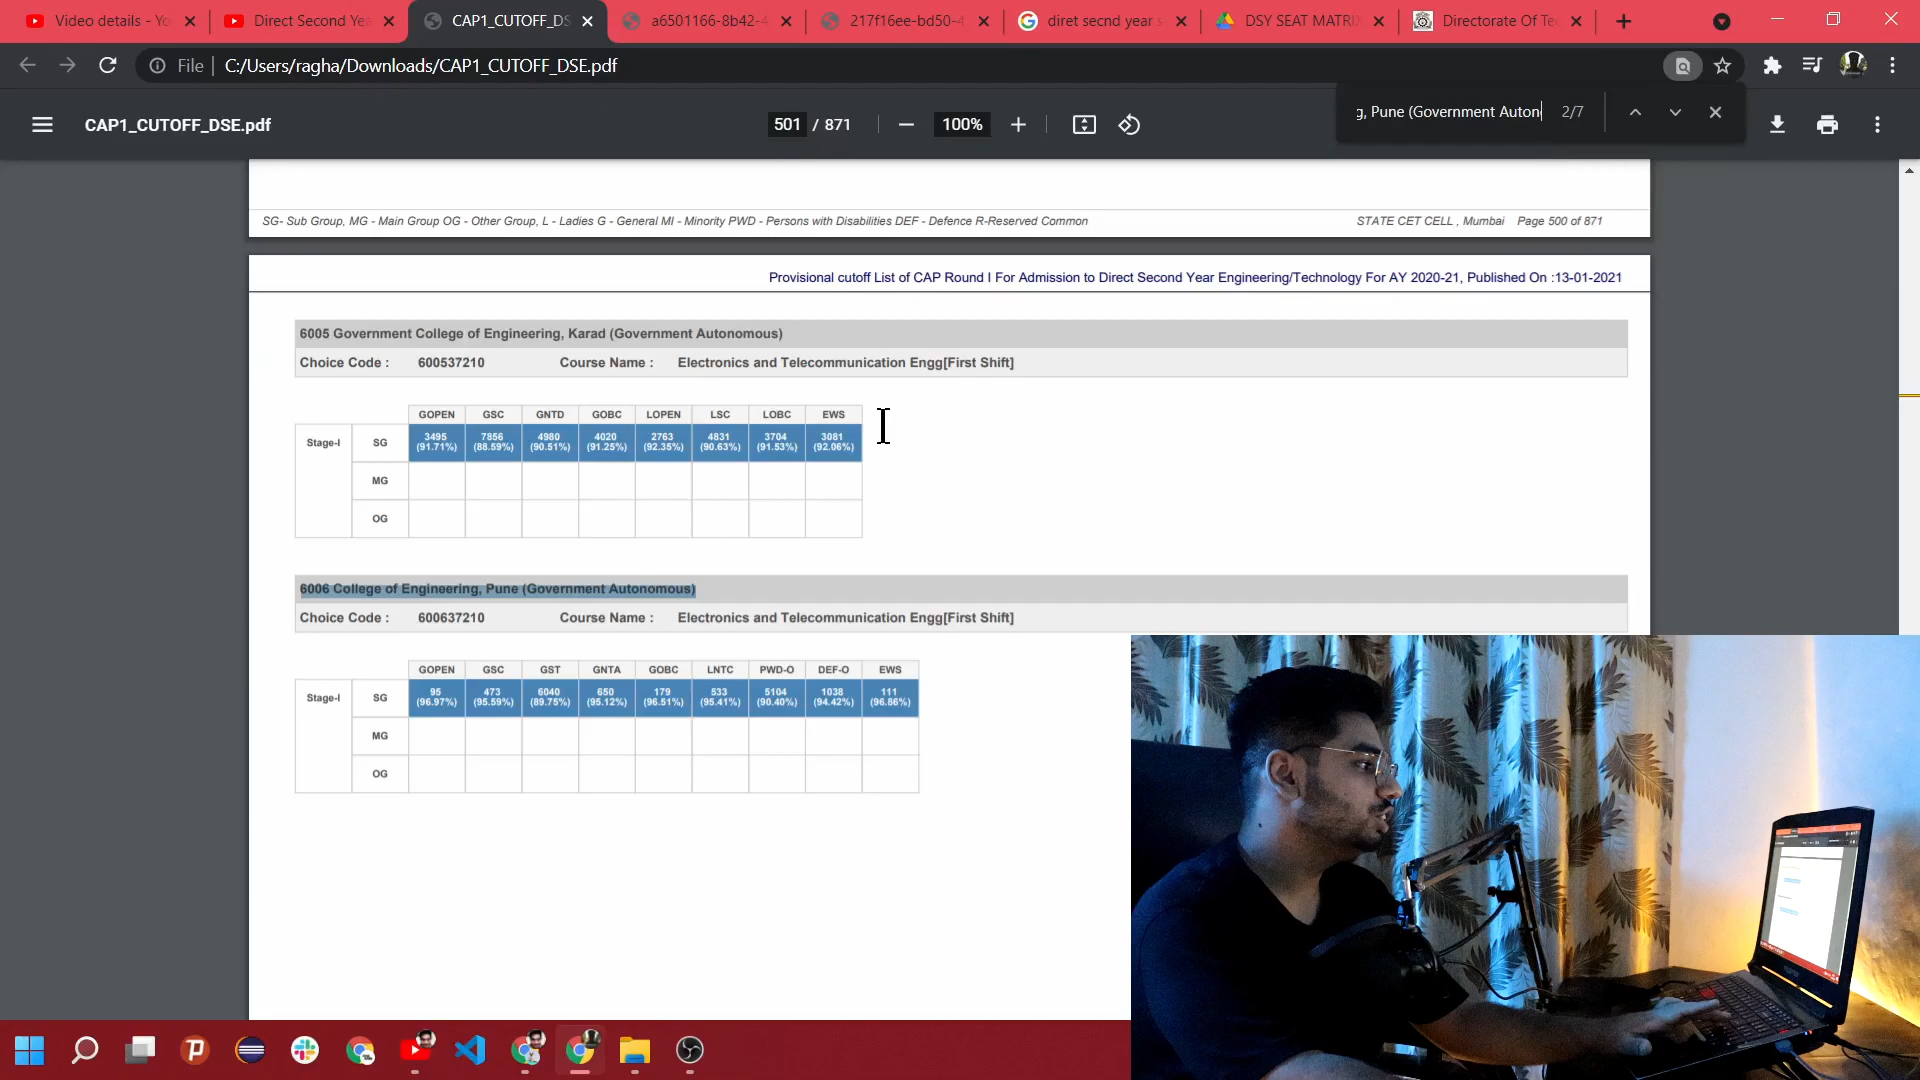 Video details - Yo
Direct Second Yea
CAP1_CUTOFF_DS
a6501166-8b42-4
217f16ee-bd50-4
diret secnd year s
DSY SEAT MATRI
Directorate Of Te
File
C:/Users/ragha/Downloads/CAP1_CUTOFF_DSE.pdf
g, Pune (Government Auton
2/7
CAP1_CUTOFF_DSE.pdf
501 / 871
100%
SG- Sub Group, MG - Main Group OG - Other Group, L - Ladies G - General MI - Minority PWD - Persons with Disabilities DEF - Defence R-Reserved Common
STATE CET CELL , Mumbai Page 500 of 871
Provisional cutoff List of CAP Round I For Admission to Direct Second Year Engineering/Technology For AY 2020-21, Published On :13-01-2021
6005 Government College of Engineering, Karad (Government Autonomous)
Choice Code : 600537210 Course Name : Electronics and Telecommunication Engg[First Shift]
GOPEN GSC GNTD GOBC LOPEN LSC LOBC EWS
Stage-I SG 3495 7856 4980 4020 2763 4831 3704 3081
(91.71%) (88.59%) (90.51%) (91.25%) (92.35%) (90.63%) (91.53%) (92.06%)
MG
OG
6006 College of Engineering, Pune (Government Autonomous)
Choice Code : 600637210 Course Name : Electronics and Telecommunication Engg[First Shift]
GOPEN GSC GST GNTA GOBC LNTC PWD-O DEF-O EWS
Stage-I SG 95 473 6040 650 179 533 5104 1038 111
(96.97%) (95.59%) (89.75%) (95.12%) (96.51%) (95.41%) (90.40%) (94.42%) (96.86%)
MG
OG